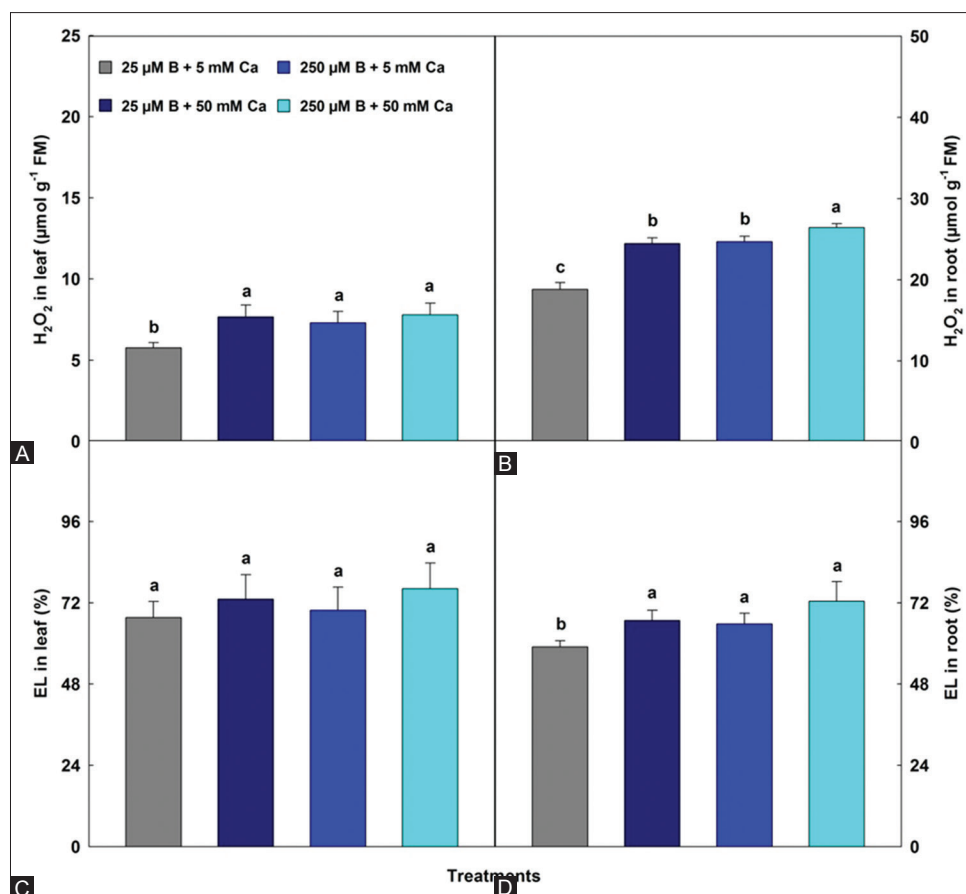 25 µM B + 5 mM Ca
250 µM B + 5 mM Ca
25 µM B + 50 mM Ca
250 µM B + 50 mM Ca
H₂O₂ in leaf (µmol g⁻¹ FM)
25
20
15
10
5
0
b
a
a
a
A
H₂O₂ in root (µmol g⁻¹ FM)
50
40
30
20
10
0
c
b
b
a
B
EL in leaf (%)
96
72
48
24
0
a
a
a
a
C
EL in root (%)
96
72
48
24
0
b
a
a
a
D
Treatments